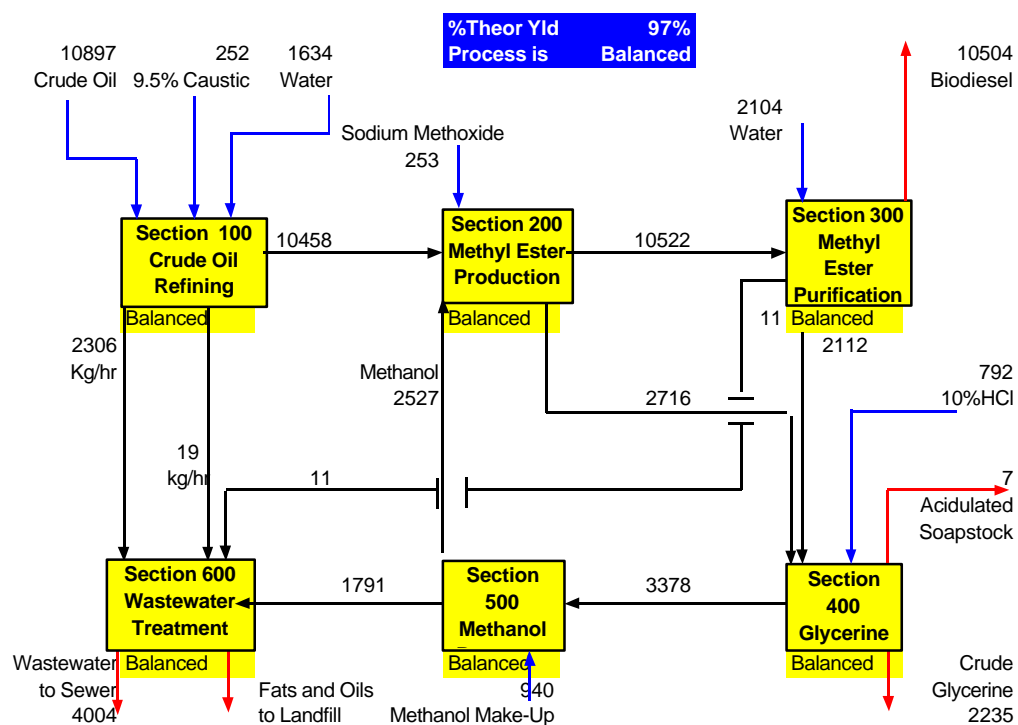 %Theor Yld 97%
Process is Balanced
10897
Crude Oil
252
9.5% Caustic
1634
Water
Sodium Methoxide
253
2104
Water
10504
Biodiesel
Section 100
Crude Oil
Refining
Balanced
10458
Section 200
Methyl Ester
Production
Balanced
10522
Section 300
Methyl
Ester
Purification
Balanced
11
2112
2306
Kg/hr
19
kg/hr
11
Methanol
2527
2716
792
10%HCl
7
Acidulated
Soapstock
Section 600
Wastewater
Treatment
Balanced
1791
Section
500
Methanol
Balanced
3378
Section
400
Glycerine
Balanced
Wastewater
to Sewer
4004
Fats and Oils
to Landfill
940
Methanol Make-Up
Crude
Glycerine
2235